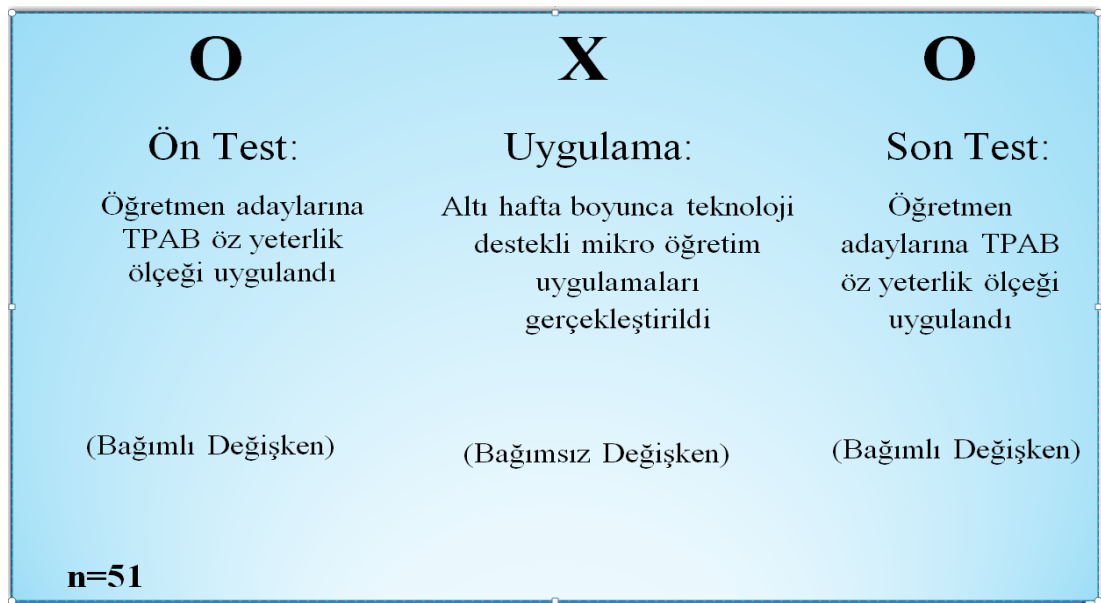 O
X
O
Ön Test:
Uygulama:
Son Test:
Öğretmen adaylarına
TPAB öz yeterlik
ölçeği uygulandı
Altı hafta boyunca teknoloji
destekli mikro öğretim
uygulamaları
gerçekleştirildi
Öğretmen
adaylarına TPAB
öz yeterlik ölçeği
uygulandı
(Bağımlı Değişken)
(Bağımsız Değişken)
(Bağımlı Değişken)
n=51